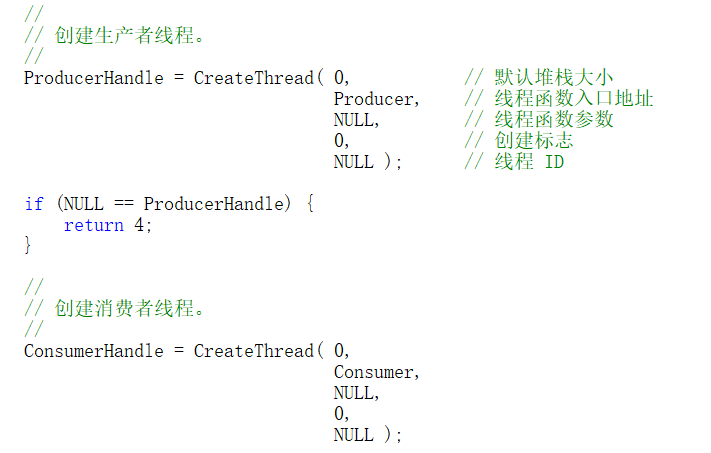 //
// 创建生产者线程。
//
ProducerHandle = CreateThread( 0, // 默认堆栈大小
Producer, // 线程函数入口地址
NULL, // 线程函数参数
0, // 创建标志
NULL ); // 线程 ID
if (NULL == ProducerHandle) {
return 4;
}
//
// 创建消费者线程。
//
ConsumerHandle = CreateThread( 0,
Consumer,
NULL,
0,
NULL );